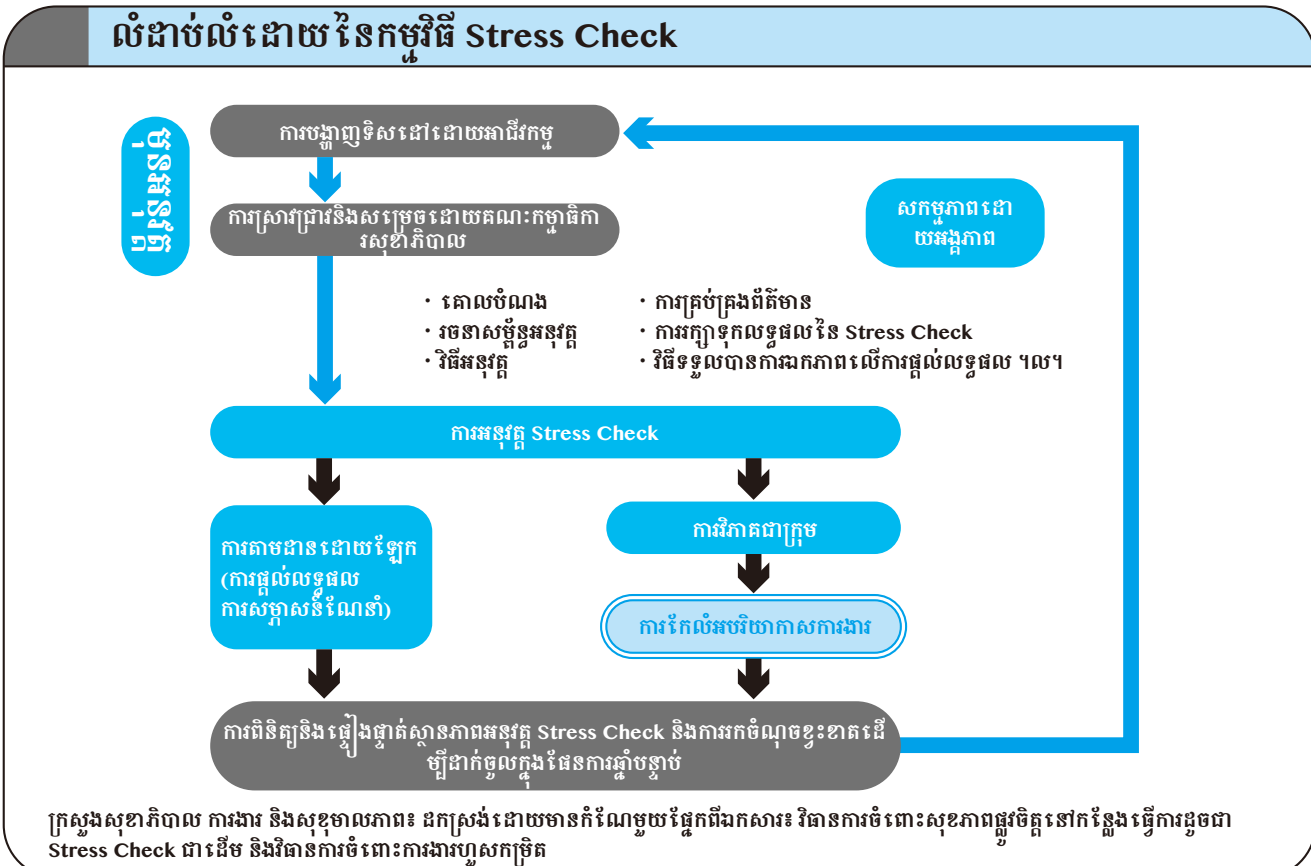 លំដាប់លំដោយនៃកម្មវិធី Stress Check
មុនអនុវត្ត
ការបង្ហាញទិសដៅដោយអាជីវកម្ម
ការស្រាវជ្រាវនិងសម្រេចដោយគណៈកម្មាធិកា
រសុខាភិបាល
សកម្មភាពដោ
យអង្គភាព
· គោលបំណង
· រចនាសម្ព័ន្ធអនុវត្ត
· វិធីអនុវត្ត
· ការគ្រប់គ្រងព័ត៌មាន
· ការរក្សាទុកលទ្ធផលនៃ Stress Check
· វិធីទទួលបានការឯកភាពលើការផ្តល់លទ្ធផល ។ល។
ការអនុវត្ត Stress Check
ការតាមដានដោយឡែក
(ការផ្តល់លទ្ធផល
ការសម្ភាសន៍ណែនាំ)
ការវិភាគជាក្រុម
ការកែលំអបរិយាកាសការងារ
ការពិនិត្យនិងផ្ទៀងផ្ទាត់ស្ថានភាពអនុវត្ត Stress Check និងការរកចំណុចខ្វះខាតដើ
ម្បីដាក់ចូលក្នុងផែនការឆ្នាំបន្ទាប់
ក្រសួងសុខាភិបាល ការងារ និងសុខុមាលភាព៖ ដកស្រង់ដោយមានកំណែមួយផ្នែកពីឯកសារ៖ វិធានការចំពោះសុខភាពផ្លូវចិត្តនៅកន្លែងធ្វើការដូចជា
Stress Check ជាដើម និងវិធានការចំពោះការងារហួសកម្រិត